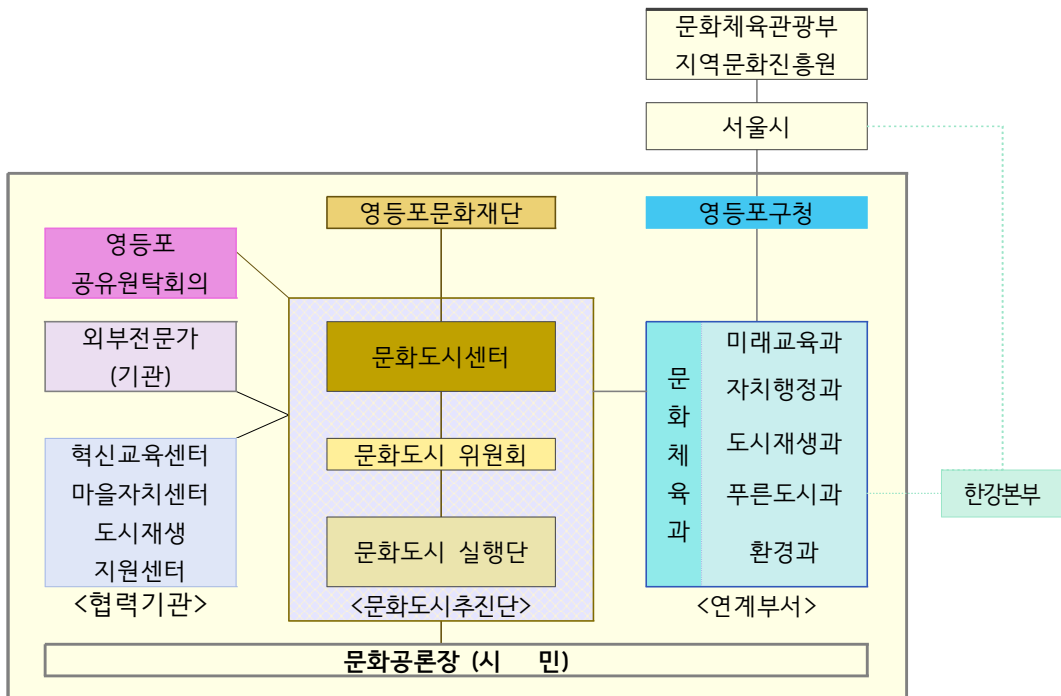 문화체육관광부
지역문화진흥원
서울시
영등포문화재단
영등포구청
영등포
공유원탁회의
외부전문가
(기관)
혁신교육센터
마을자치센터
도시재생
지원센터
<협력기관>
문화도시센터
문화도시 위원회
문화도시 실행단
<문화도시추진단>
문
화
체
육
과
미래교육과
자치행정과
도시재생과
푸른도시과
환경과
<연계부서>
한강본부
문화공론장 (시 민)